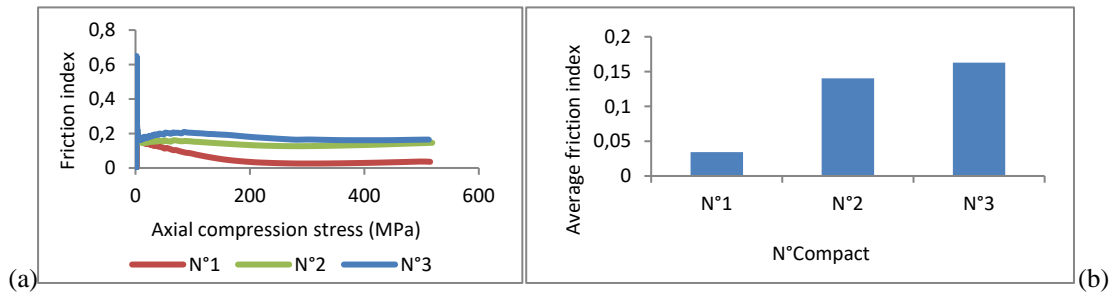 Friction index
0,8
0,6
0,4
0,2
0
0 200 400 600
Axial compression stress (MPa)
N°1 N°2 N°3
(a)
Average friction index
0,2
0,15
0,1
0,05
0
N°1 N°2 N°3
N°Compact
(b)